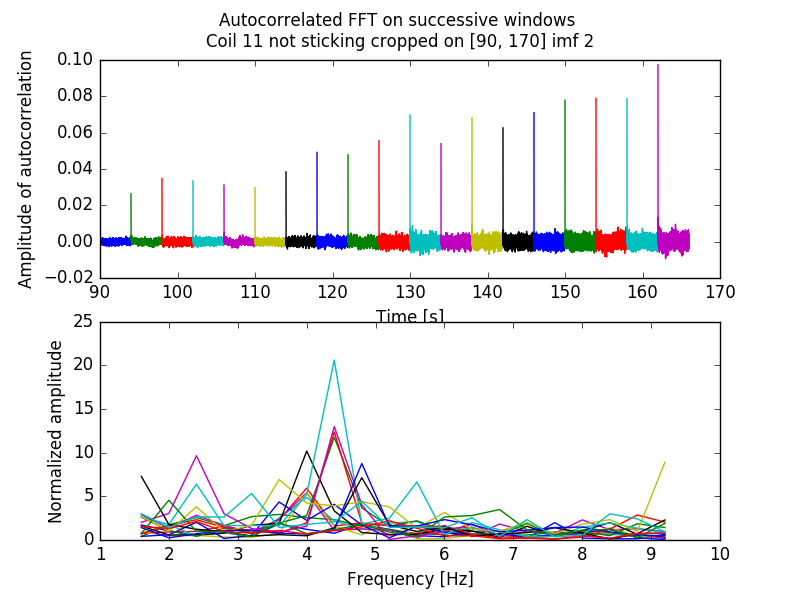 Autocorrelated FFT on successive windows
Coil 11 not sticking cropped on [90, 170] imf 2
Amplitude of autocorrelation
0.10
0.08
0.06
0.04
0.02
0.00
−0.02
90 100 110 120 130 140 150 160 170
Time [s]
Normalized amplitude
25
20
15
10
5
0
1 2 3 4 5 6 7 8 9 10
Frequency [Hz]